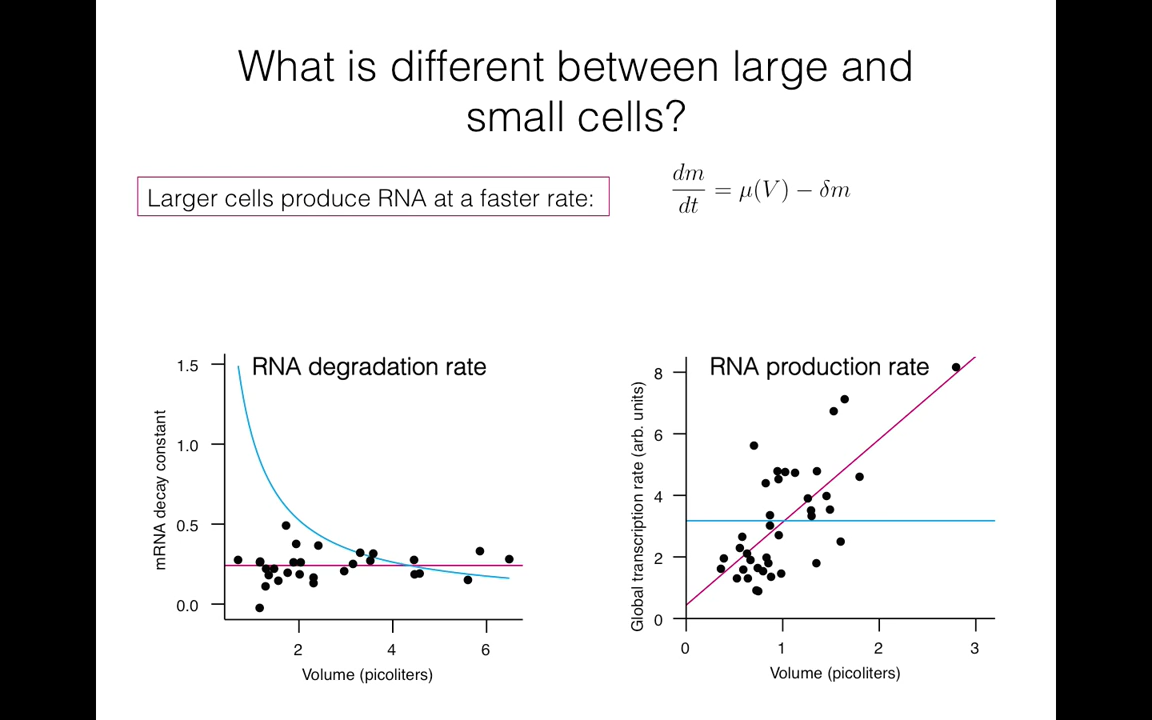 What is different between large and
small cells?
Larger cells produce RNA at a faster rate:
dm/dt = μ(V) − δm
RNA degradation rate
mRNA decay constant
1.5
1.0
0.5
0.0
2 4 6
Volume (picoliters)
RNA production rate
Global transcription rate (arb. units)
8
6
4
2
0
0 1 2 3
Volume (picoliters)